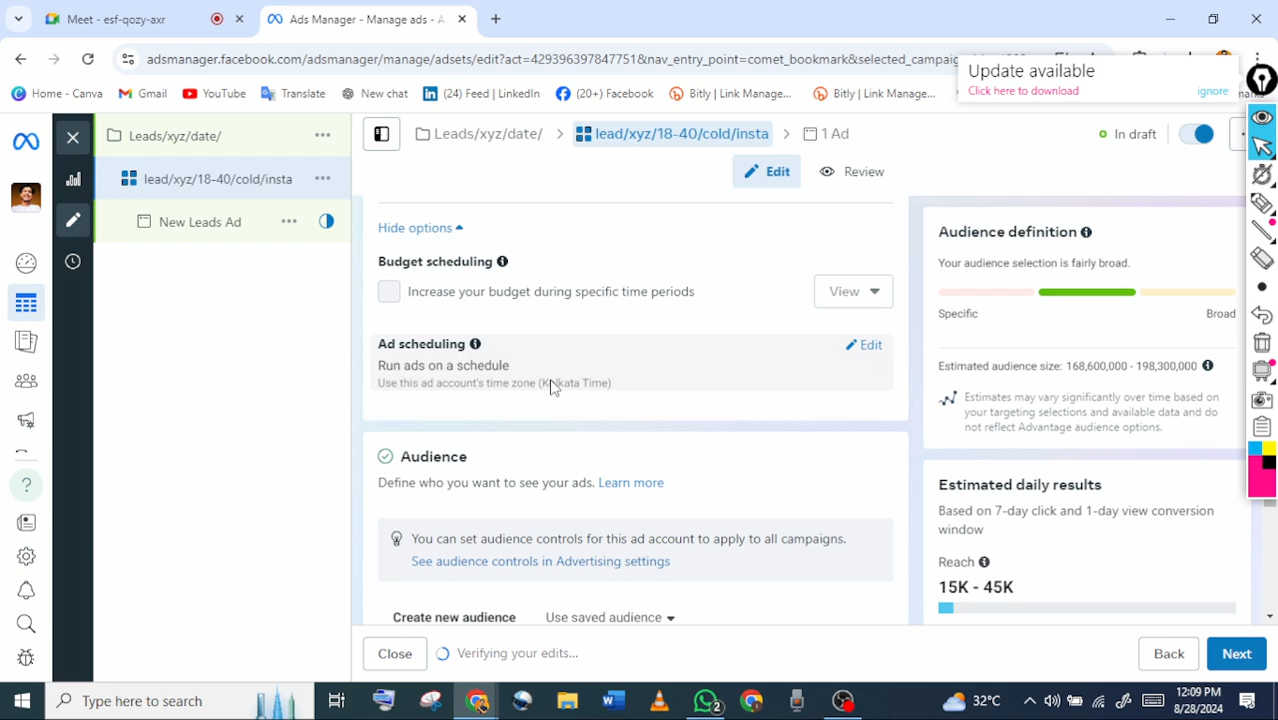 Meet - esf-qozy-axr
Ads Manager - Manage ads - A
adsmanager.facebook.com/adsmanager/manage/adsets/edit?act=429396397847751&nav_entry_point=comet_bookmark&selected_campaig
Update available
Click here to download
ignore
Home - Canva
Gmail
YouTube
Translate
New chat
(24) Feed | LinkedIn
(20+) Facebook
Bitly | Link Manage...
Bitly | Link Manage...
Leads/xyz/date/
Leads/xyz/date/
lead/xyz/18-40/cold/insta
1 Ad
In draft
Edit
Review
lead/xyz/18-40/cold/insta
New Leads Ad
Hide options
Budget scheduling
Increase your budget during specific time periods
View
Ad scheduling
Edit
Run ads on a schedule
Use this ad account's time zone (Kolkata Time)
Audience
Define who you want to see your ads. Learn more
You can set audience controls for this ad account to apply to all campaigns.
See audience controls in Advertising settings
Create new audience
Use saved audience
Audience definition
Your audience selection is fairly broad.
Specific
Broad
Estimated audience size: 168,600,000 - 198,300,000
Estimates may vary significantly over time based on
your targeting selections and available data and do
not reflect Advantage audience options.
Estimated daily results
Based on 7-day click and 1-day view conversion
window
Reach
15K - 45K
Close
Verifying your edits...
Back
Next
Type here to search
2
32°C
12:09 PM
8/28/2024